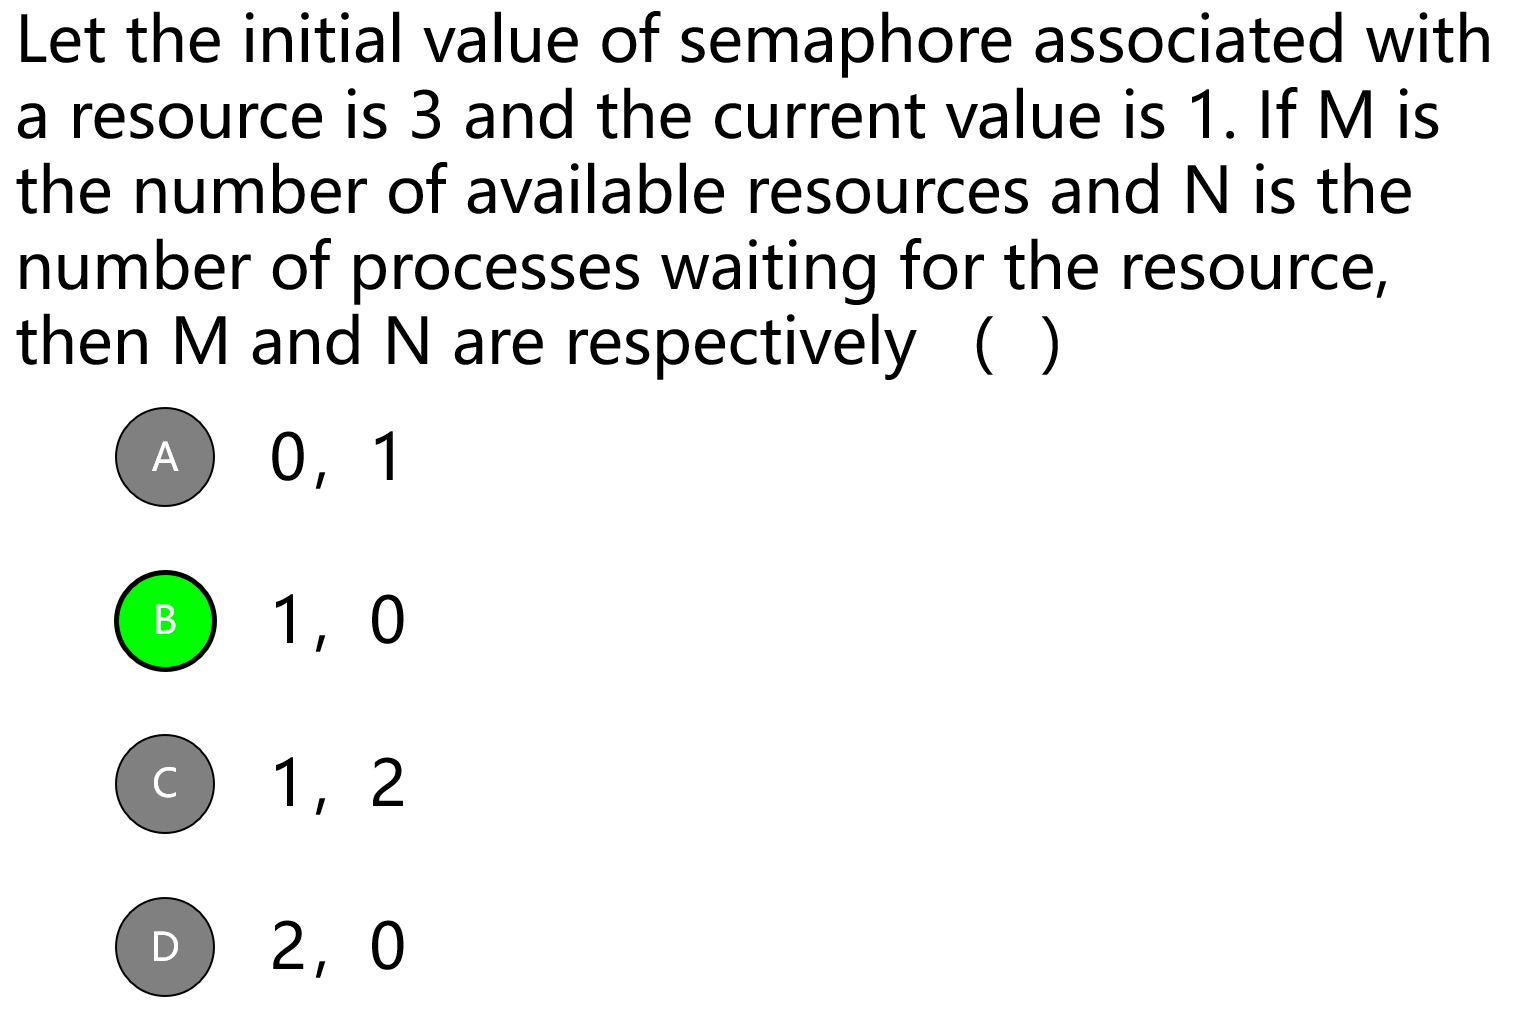 Let the initial value of semaphore associated with
a resource is 3 and the current value is 1. If M is
the number of available resources and N is the
number of processes waiting for the resource,
then M and N are respectively ( )
A 0, 1
B 1, 0
C 1, 2
D 2, 0